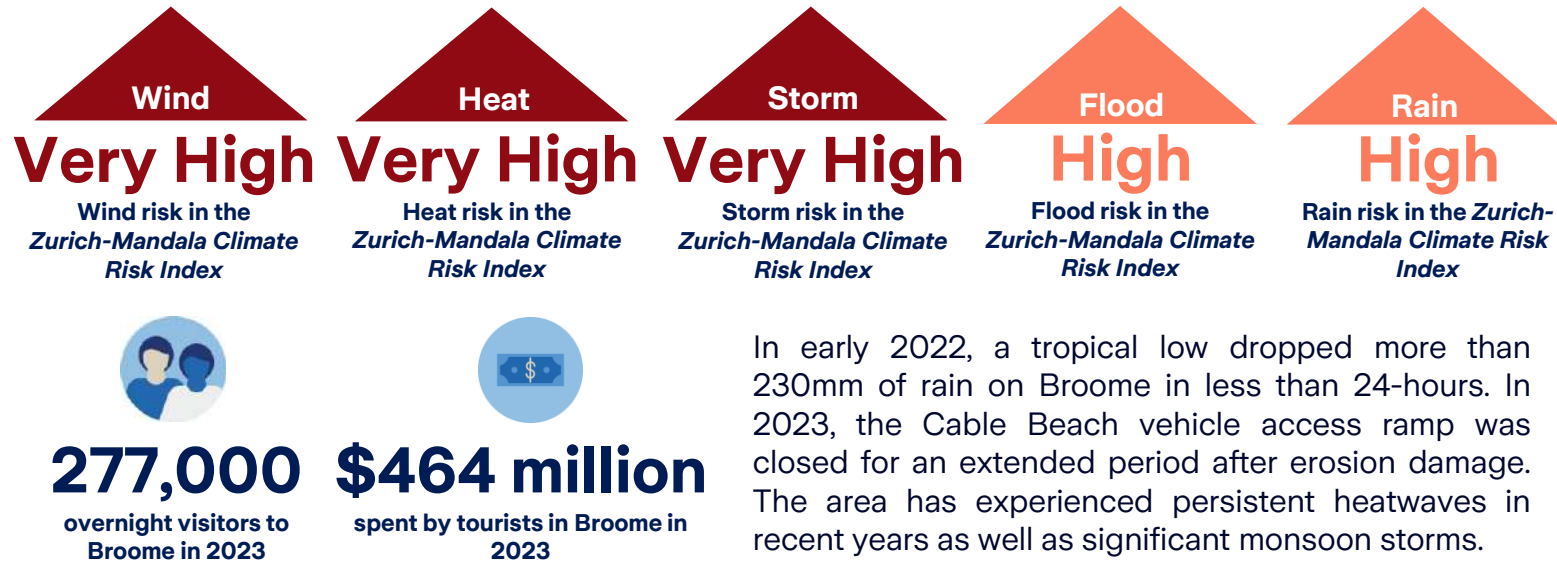 Wind
Very High
Wind risk in the
Zurich-Mandala Climate
Risk Index
Heat
Very High
Heat risk in the
Zurich-Mandala Climate
Risk Index
Storm
Very High
Storm risk in the
Zurich-Mandala Climate
Risk Index
Flood
High
Flood risk in the
Zurich-Mandala Climate
Risk Index
Rain
High
Rain risk in the Zurich-
Mandala Climate Risk
Index
$
277,000
overnight visitors to
Broome in 2023
$464 million
spent by tourists in Broome in
2023
In early 2022, a tropical low dropped more than
230mm of rain on Broome in less than 24-hours. In
2023, the Cable Beach vehicle access ramp was
closed for an extended period after erosion damage.
The area has experienced persistent heatwaves in
recent years as well as significant monsoon storms.